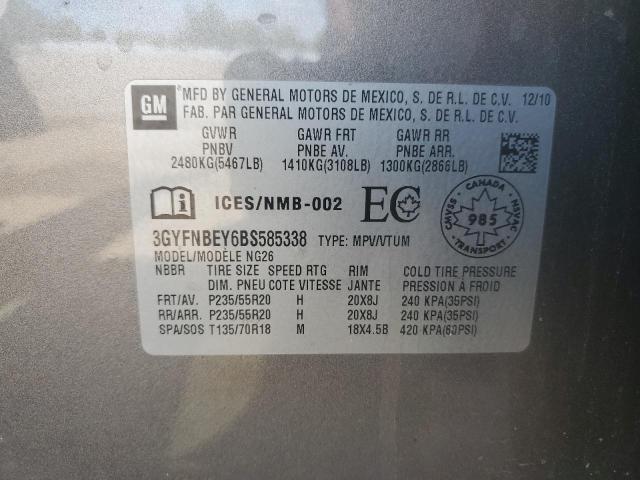 GM
*MFD BY GENERAL MOTORS DE MEXICO, S. DE R.L. DE C.V. 12/10
FAB. PAR GENERAL MOTORS DE MEXICO, S. DE R.L. DE C.V.
GVWR GAWR FRT GAWR RR
PNBV PNBE AV. PNBE ARR.
2480KG(5467LB) 1410KG(3108LB) 1300KG(2866LB)
i ICES/NMB-002 EC
CANADA
CMVSS 985 NSVAC
TRANSPORT
3GYFNBEY6BS585338 TYPE: MPV/VTUM
MODEL/MODÈLE NG26
NBBR TIRE SIZE SPEED RTG RIM COLD TIRE PRESSURE
DIM. PNEU COTE VITESSE JANTE PRESSION À FROID
FRT/AV. P235/55R20 H 20X8J 240 KPA(35PSI)
RR/ARR. P235/55R20 H 20X8J 240 KPA(35PSI)
SPA/SOS T135/70R18 M 18X4.5B 420 KPA(60PSI)